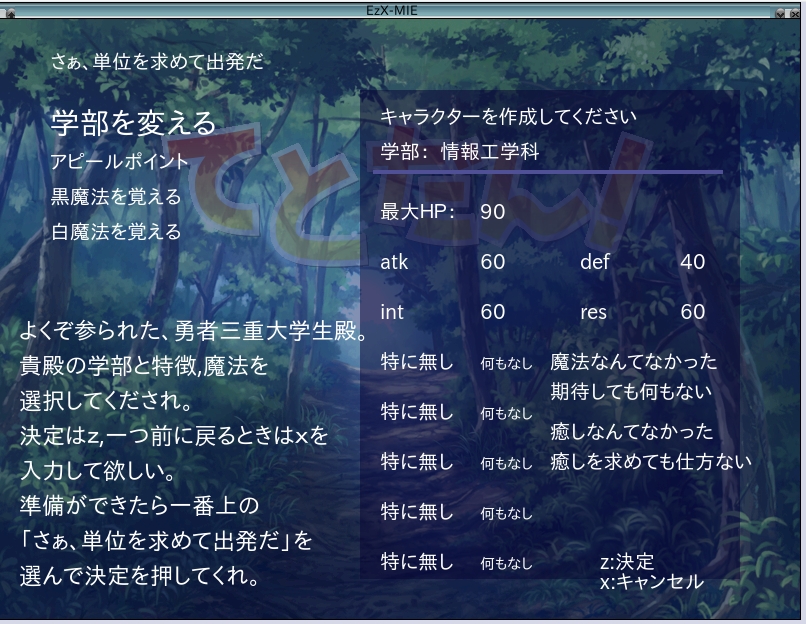 EzX-MIE
さぁ、単位を求めて出発だ
学部を変える
アピールポイント
黒魔法を覚える
白魔法を覚える
てとたん!
よくぞ参られた、勇者三重大学生殿。
貴殿の学部と特徴,魔法を
選択してくだされ。
決定はz,一つ前に戻るときはxを
入力して欲しい。
準備ができたら一番上の
「さぁ、単位を求めて出発だ」を
選んで決定を押してくれ。
キャラクターを作成してください
学部: 情報工学科
最大HP: 90
atk 60 def 40
int 60 res 60
特に無し 何もなし 魔法なんてなかった
期待しても何もない
特に無し 何もなし
癒しなんてなかった
特に無し 何もなし 癒しを求めても仕方ない
特に無し 何もなし
特に無し 何もなし z:決定
x:キャンセル